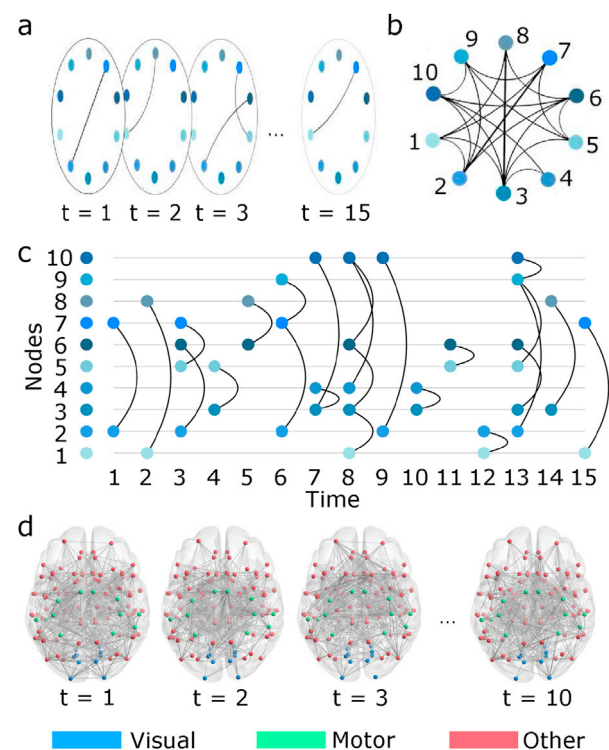 a
t = 1 t = 2 t = 3 ... t = 15
b
8
9 7
10 6
1 5
2 4
3
c
Nodes
10
9
8
7
6
5
4
3
2
1
1 2 3 4 5 6 7 8 9 10 11 12 13 14 15
Time
d
t = 1 t = 2 t = 3 ... t = 10
Visual Motor Other